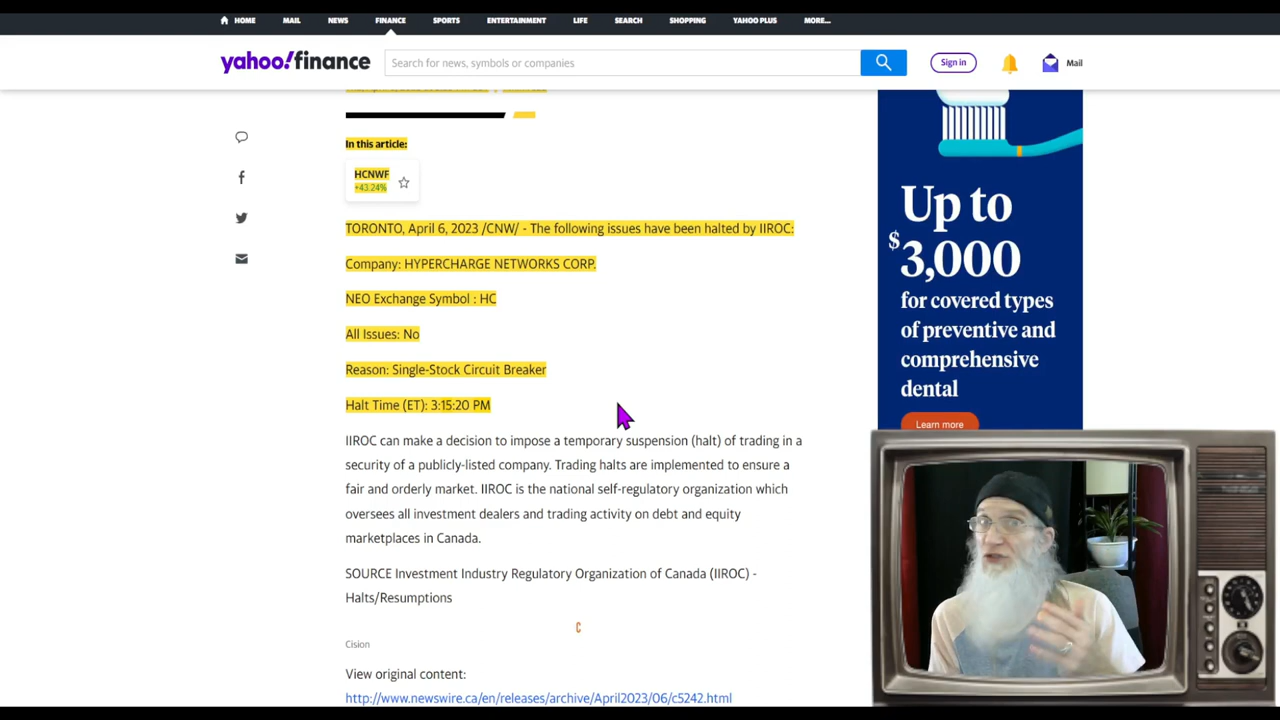 HOME MAIL NEWS FINANCE SPORTS ENTERTAINMENT LIFE SEARCH SHOPPING YAHOO PLUS MORE...
yahoo!finance
Search for news, symbols or companies
Sign in
Mail
In this article:
HCNWF
+43.24%
TORONTO, April 6, 2023 /CNW/ - The following issues have been halted by IIROC:
Company: HYPERCHARGE NETWORKS CORP.
NEO Exchange Symbol : HC
All Issues: No
Reason: Single-Stock Circuit Breaker
Halt Time (ET): 3:15:20 PM
IIROC can make a decision to impose a temporary suspension (halt) of trading in a
security of a publicly-listed company. Trading halts are implemented to ensure a
fair and orderly market. IIROC is the national self-regulatory organization which
oversees all investment dealers and trading activity on debt and equity
marketplaces in Canada.
SOURCE Investment Industry Regulatory Organization of Canada (IIROC) -
Halts/Resumptions
C
Cision
View original content:
http://www.newswire.ca/en/releases/archive/April2023/06/c5242.html
Up to
$3,000
for covered types
of preventive and
comprehensive
dental
Learn more